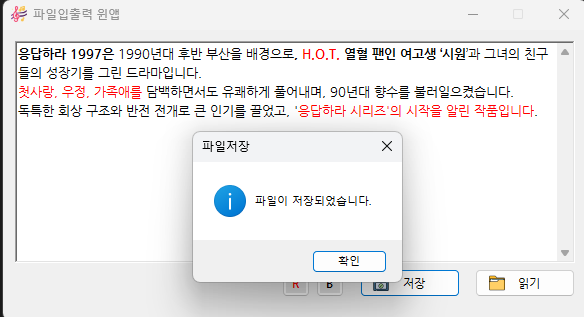 파일입출력 윈앱
응답하라 1997은 1990년대 후반 부산을 배경으로, H.O.T. 열혈 팬인 여고생 ‘시원’과 그녀의 친구
들의 성장기를 그린 드라마입니다.
첫사랑, 우정, 가족애를 담백하면서도 유쾌하게 풀어내며, 90년대 향수를 불러일으켰습니다.
독특한 회상 구조와 반전 전개로 큰 인기를 끌었고, '응답하라 시리즈'의 시작을 알린 작품입니다.
파일저장
파일이 저장되었습니다.
확인
R B 저장 읽기